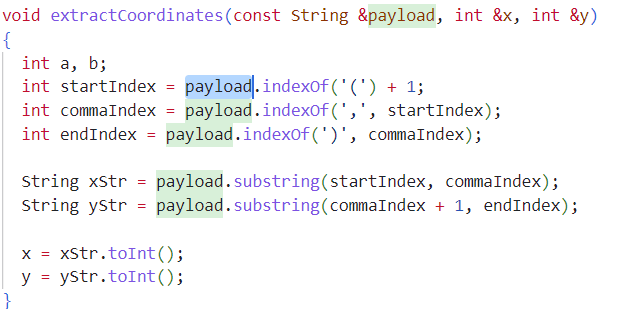 void extractCoordinates(const String &payload, int &x, int &y)
{
  int a, b;
  int startIndex = payload.indexOf('(') + 1;
  int commaIndex = payload.indexOf(',', startIndex);
  int endIndex = payload.indexOf(')', commaIndex);

  String xStr = payload.substring(startIndex, commaIndex);
  String yStr = payload.substring(commaIndex + 1, endIndex);

  x = xStr.toInt();
  y = yStr.toInt();
}